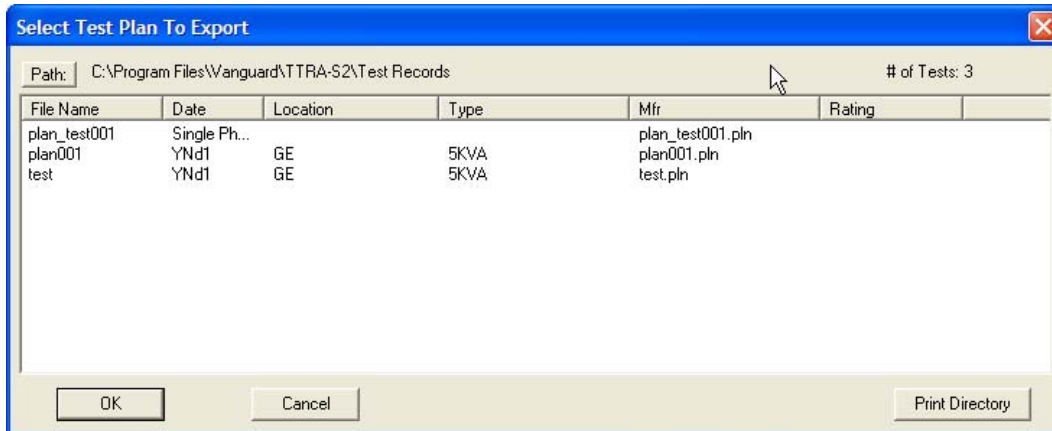 Select Test Plan To Export
Path: C:\Program Files\Vanguard\TTRA-S2\Test Records # of Tests: 3
File Name Date Location Type Mfr Rating
plan_test001 Single Ph... plan_test001.pln
plan001 YNd1 GE 5KVA plan001.pln
test YNd1 GE 5KVA test.pln
OK Cancel Print Directory